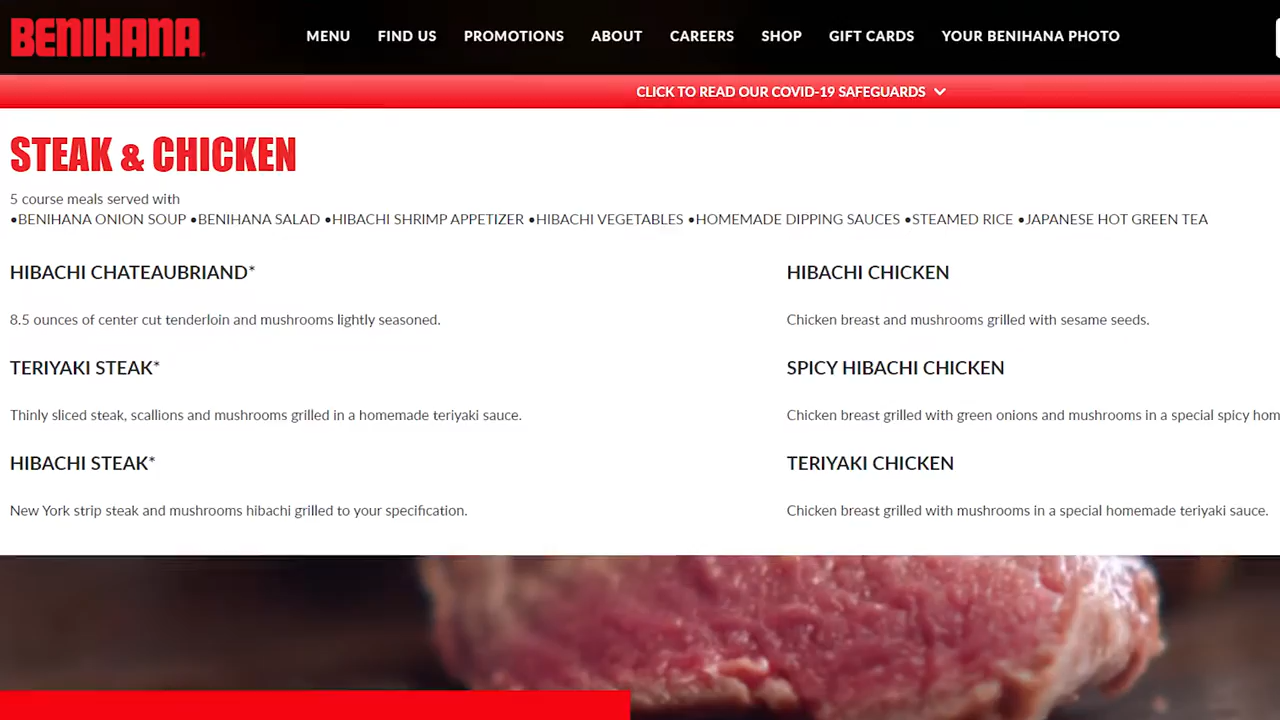 BENIHANA
MENU FIND US PROMOTIONS ABOUT CAREERS SHOP GIFT CARDS YOUR BENIHANA PHOTO
CLICK TO READ OUR COVID-19 SAFEGUARDS
STEAK & CHICKEN
5 course meals served with
•BENIHANA ONION SOUP •BENIHANA SALAD •HIBACHI SHRIMP APPETIZER •HIBACHI VEGETABLES •HOMEMADE DIPPING SAUCES •STEAMED RICE •JAPANESE HOT GREEN TEA
HIBACHI CHATEAUBRIAND*
8.5 ounces of center cut tenderloin and mushrooms lightly seasoned.
TERIYAKI STEAK*
Thinly sliced steak, scallions and mushrooms grilled in a homemade teriyaki sauce.
HIBACHI STEAK*
New York strip steak and mushrooms hibachi grilled to your specification.
HIBACHI CHICKEN
Chicken breast and mushrooms grilled with sesame seeds.
SPICY HIBACHI CHICKEN
Chicken breast grilled with green onions and mushrooms in a special spicy hom
TERIYAKI CHICKEN
Chicken breast grilled with mushrooms in a special homemade teriyaki sauce.